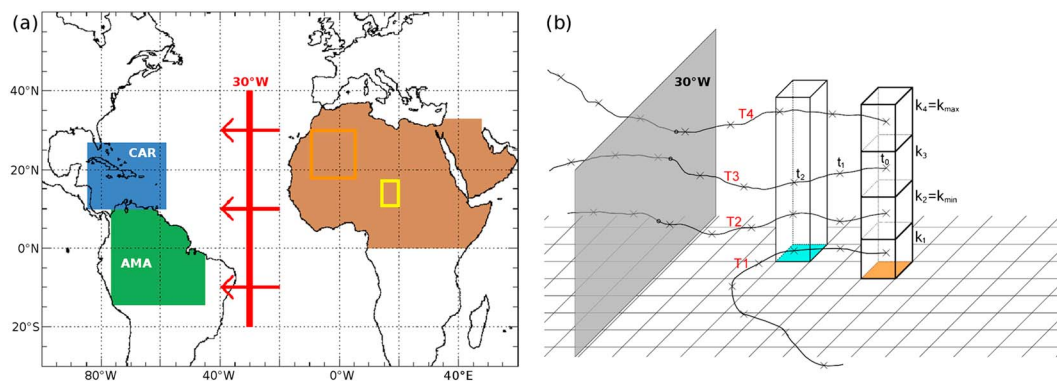 (a)
30°W
40°N
20°N
0°N
20°S
80°W
40°W
0°W
40°E
CAR
AMA
(b)
30°W
T4
T3
T2
T1
t₂
t₁
t₀
k₄=kₘₐₓ
k₃
k₂=kₘᵢₙ
k₁